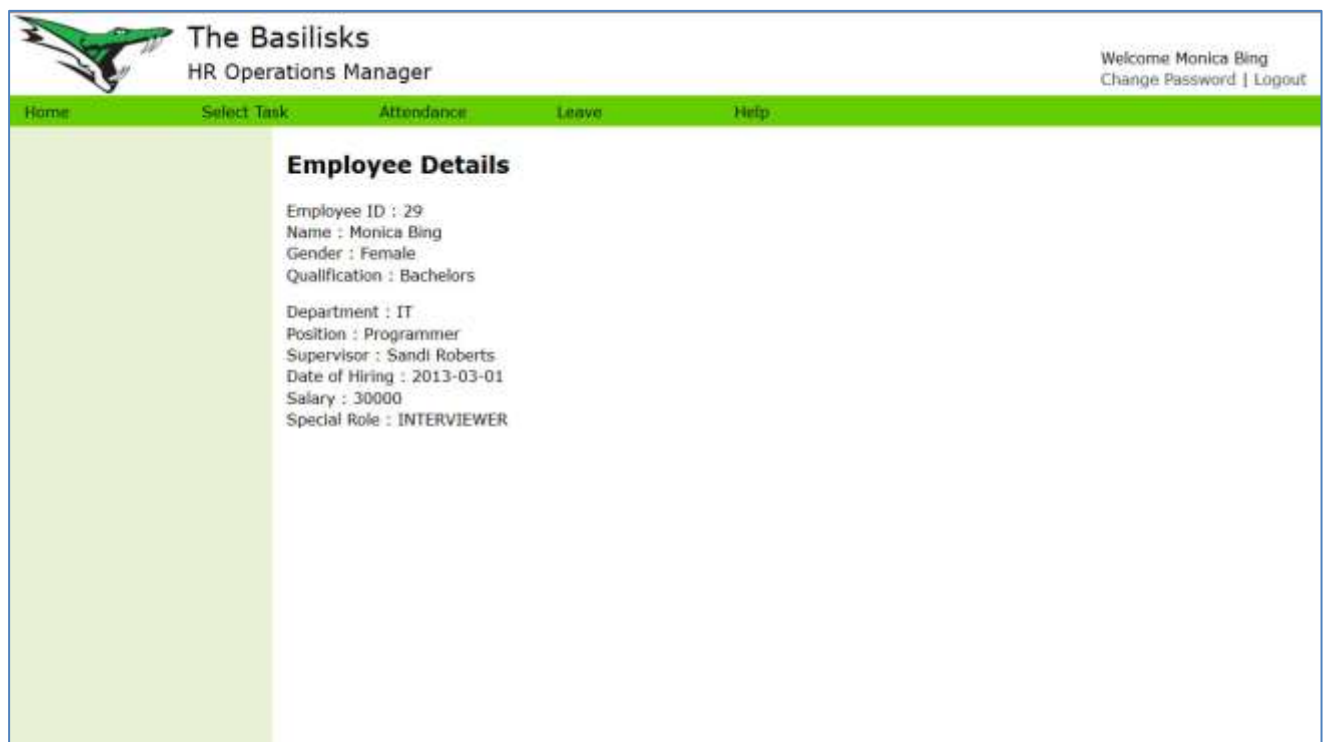 The Basilisks
HR Operations Manager
Welcome Monica Bing
Change Password | Logout
Home Select Task Attendance Leave Help
Employee Details
Employee ID : 29
Name : Monica Bing
Gender : Female
Qualification : Bachelors
Department : IT
Position : Programmer
Supervisor : Sandi Roberts
Date of Hiring : 2013-03-01
Salary : 30000
Special Role : INTERVIEWER